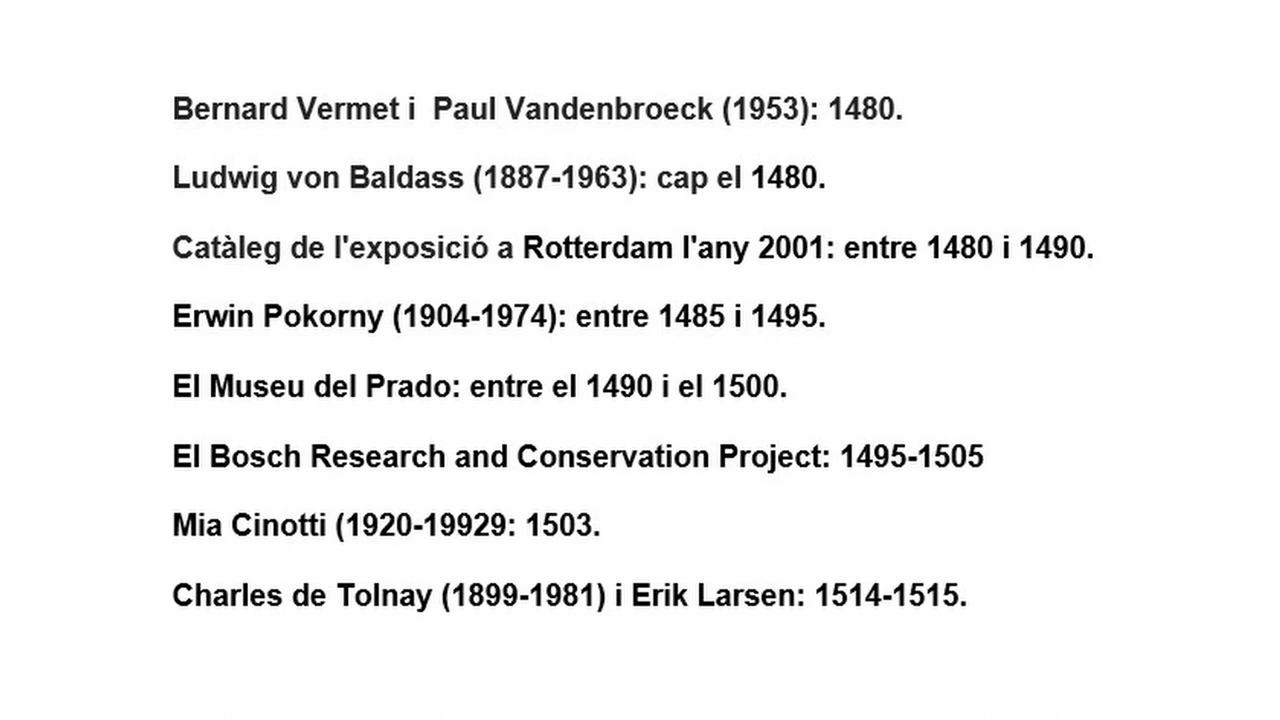 Bernard Vermet i  Paul Vandenbroeck (1953): 1480.
Ludwig von Baldass (1887-1963): cap el 1480.
Catàleg de l'exposició a Rotterdam l'any 2001: entre 1480 i 1490.
Erwin Pokorny (1904-1974): entre 1485 i 1495.
El Museu del Prado: entre el 1490 i el 1500.
El Bosch Research and Conservation Project: 1495-1505
Mia Cinotti (1920-19929: 1503.
Charles de Tolnay (1899-1981) i Erik Larsen: 1514-1515.